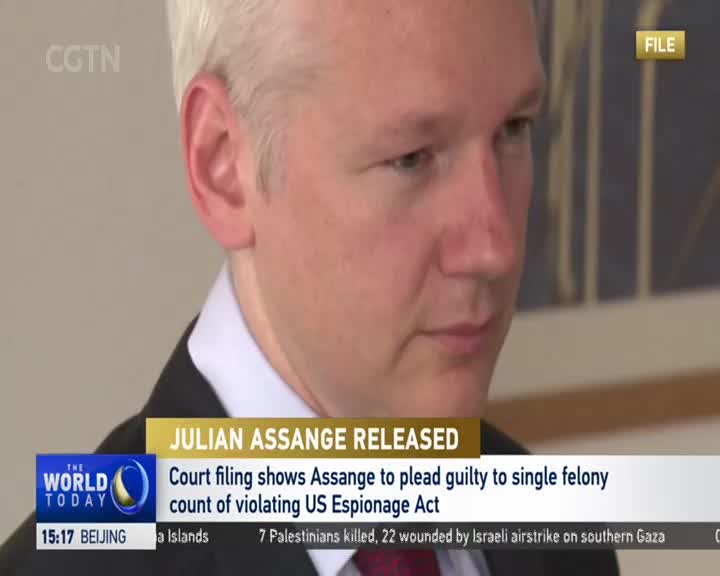 CGTN
FILE
JULIAN ASSANGE RELEASED
THE
WORLD
TODAY
Court filing shows Assange to plead guilty to single felony
count of violating US Espionage Act
15:17 BEIJING
Islands 7 Palestinians killed, 22 wounded by Israeli airstrike on southern Gaza